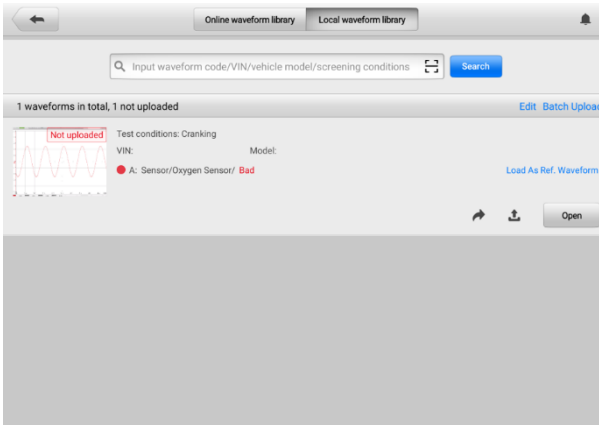 Online waveform library Local waveform library
Input waveform code/VIN/vehicle model/screening conditions Search
1 waveforms in total, 1 not uploaded Edit Batch Upload
Not uploaded Test conditions: Cranking
VIN: Model:
A: Sensor/Oxygen Sensor/ Bad Load As Ref. Waveform
Open